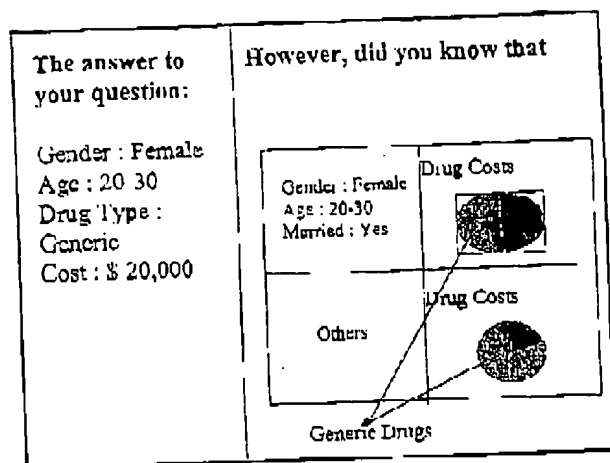 The answer to
your question:
Gender : Female
Age : 20-30
Drug Type :
Generic
Cost : $ 20,000
However, did you know that
Gender : Female
Age : 20-30
Married : Yes
Drug Costs
Others
Drug Costs
Generic Drugs